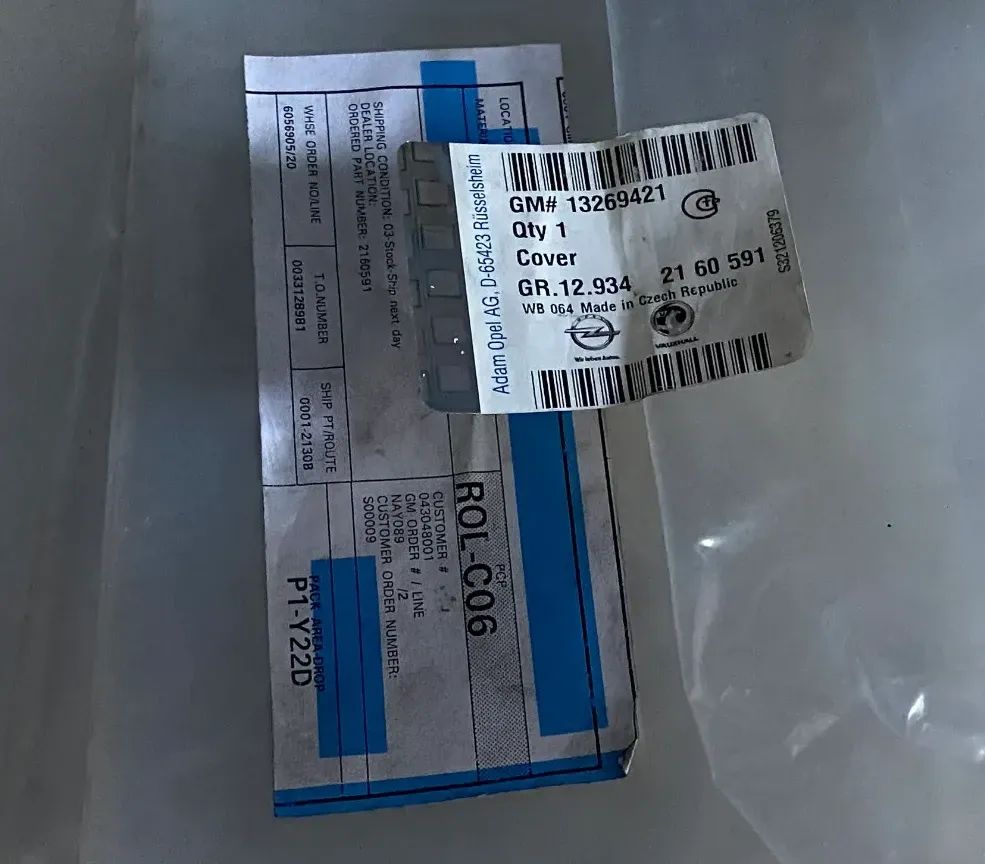 GM# 13269421
Qty 1
Cover
GR.12.934 21 60 591
WB 064 Made in Czech Republic
VAUXHALL
Adam Opel AG, D-65423 Rüsselsheim
S321206379
SHIPPING CONDITION: 03-Stock-Ship next day
DEALER LOCATION:
ORDERED PART NUMBER: 2160591
WHSE ORDER NO/LINE
6056905/20
T.O.NUMBER
0033128981
SHIP PT/ROUTE
0001-2130B
PCP
ROL-C06
CUSTOMER #
043048001
GM ORDER # / LINE
NAY089 /2
CUSTOMER ORDER NUMBER:
S00009
PACK AREA-DROP
P1-Y22D